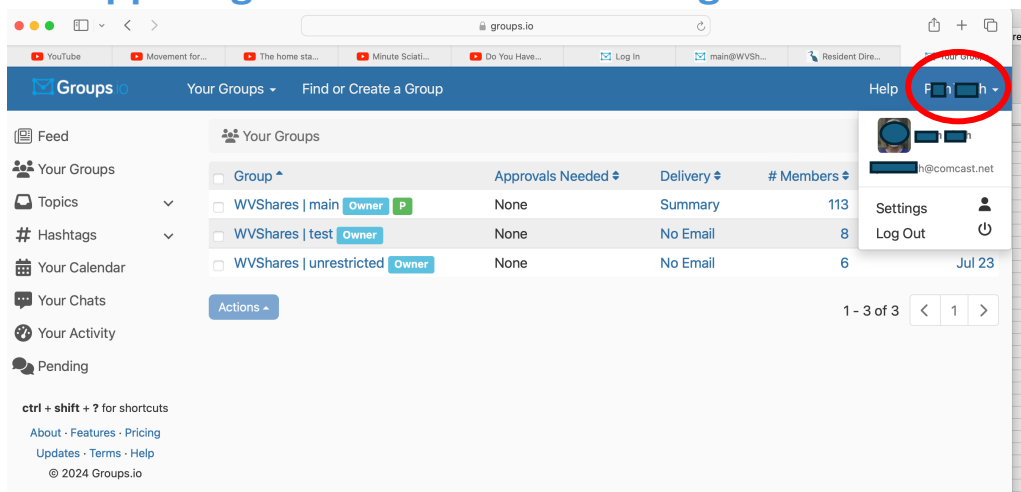 groups.io
YouTube
Movement for...
The home sta...
Minute Sciati...
Do You Have...
Log In
main@WVSh...
Resident Dire...
Groups.io
Your Groups
Find or Create a Group
Help
Feed
Your Groups
Topics
# Hashtags
Your Calendar
Your Chats
Your Activity
Pending
ctrl + shift + ? for shortcuts
About · Features · Pricing
Updates · Terms · Help
© 2024 Groups.io
Your Groups
Group Approvals Needed Delivery # Members
WVShares | main Owner P None Summary 113
WVShares | test Owner None No Email 8
WVShares | unrestricted Owner None No Email 6 Jul 23
Actions
1 - 3 of 3 < 1 >
h@comcast.net
Settings
Log Out